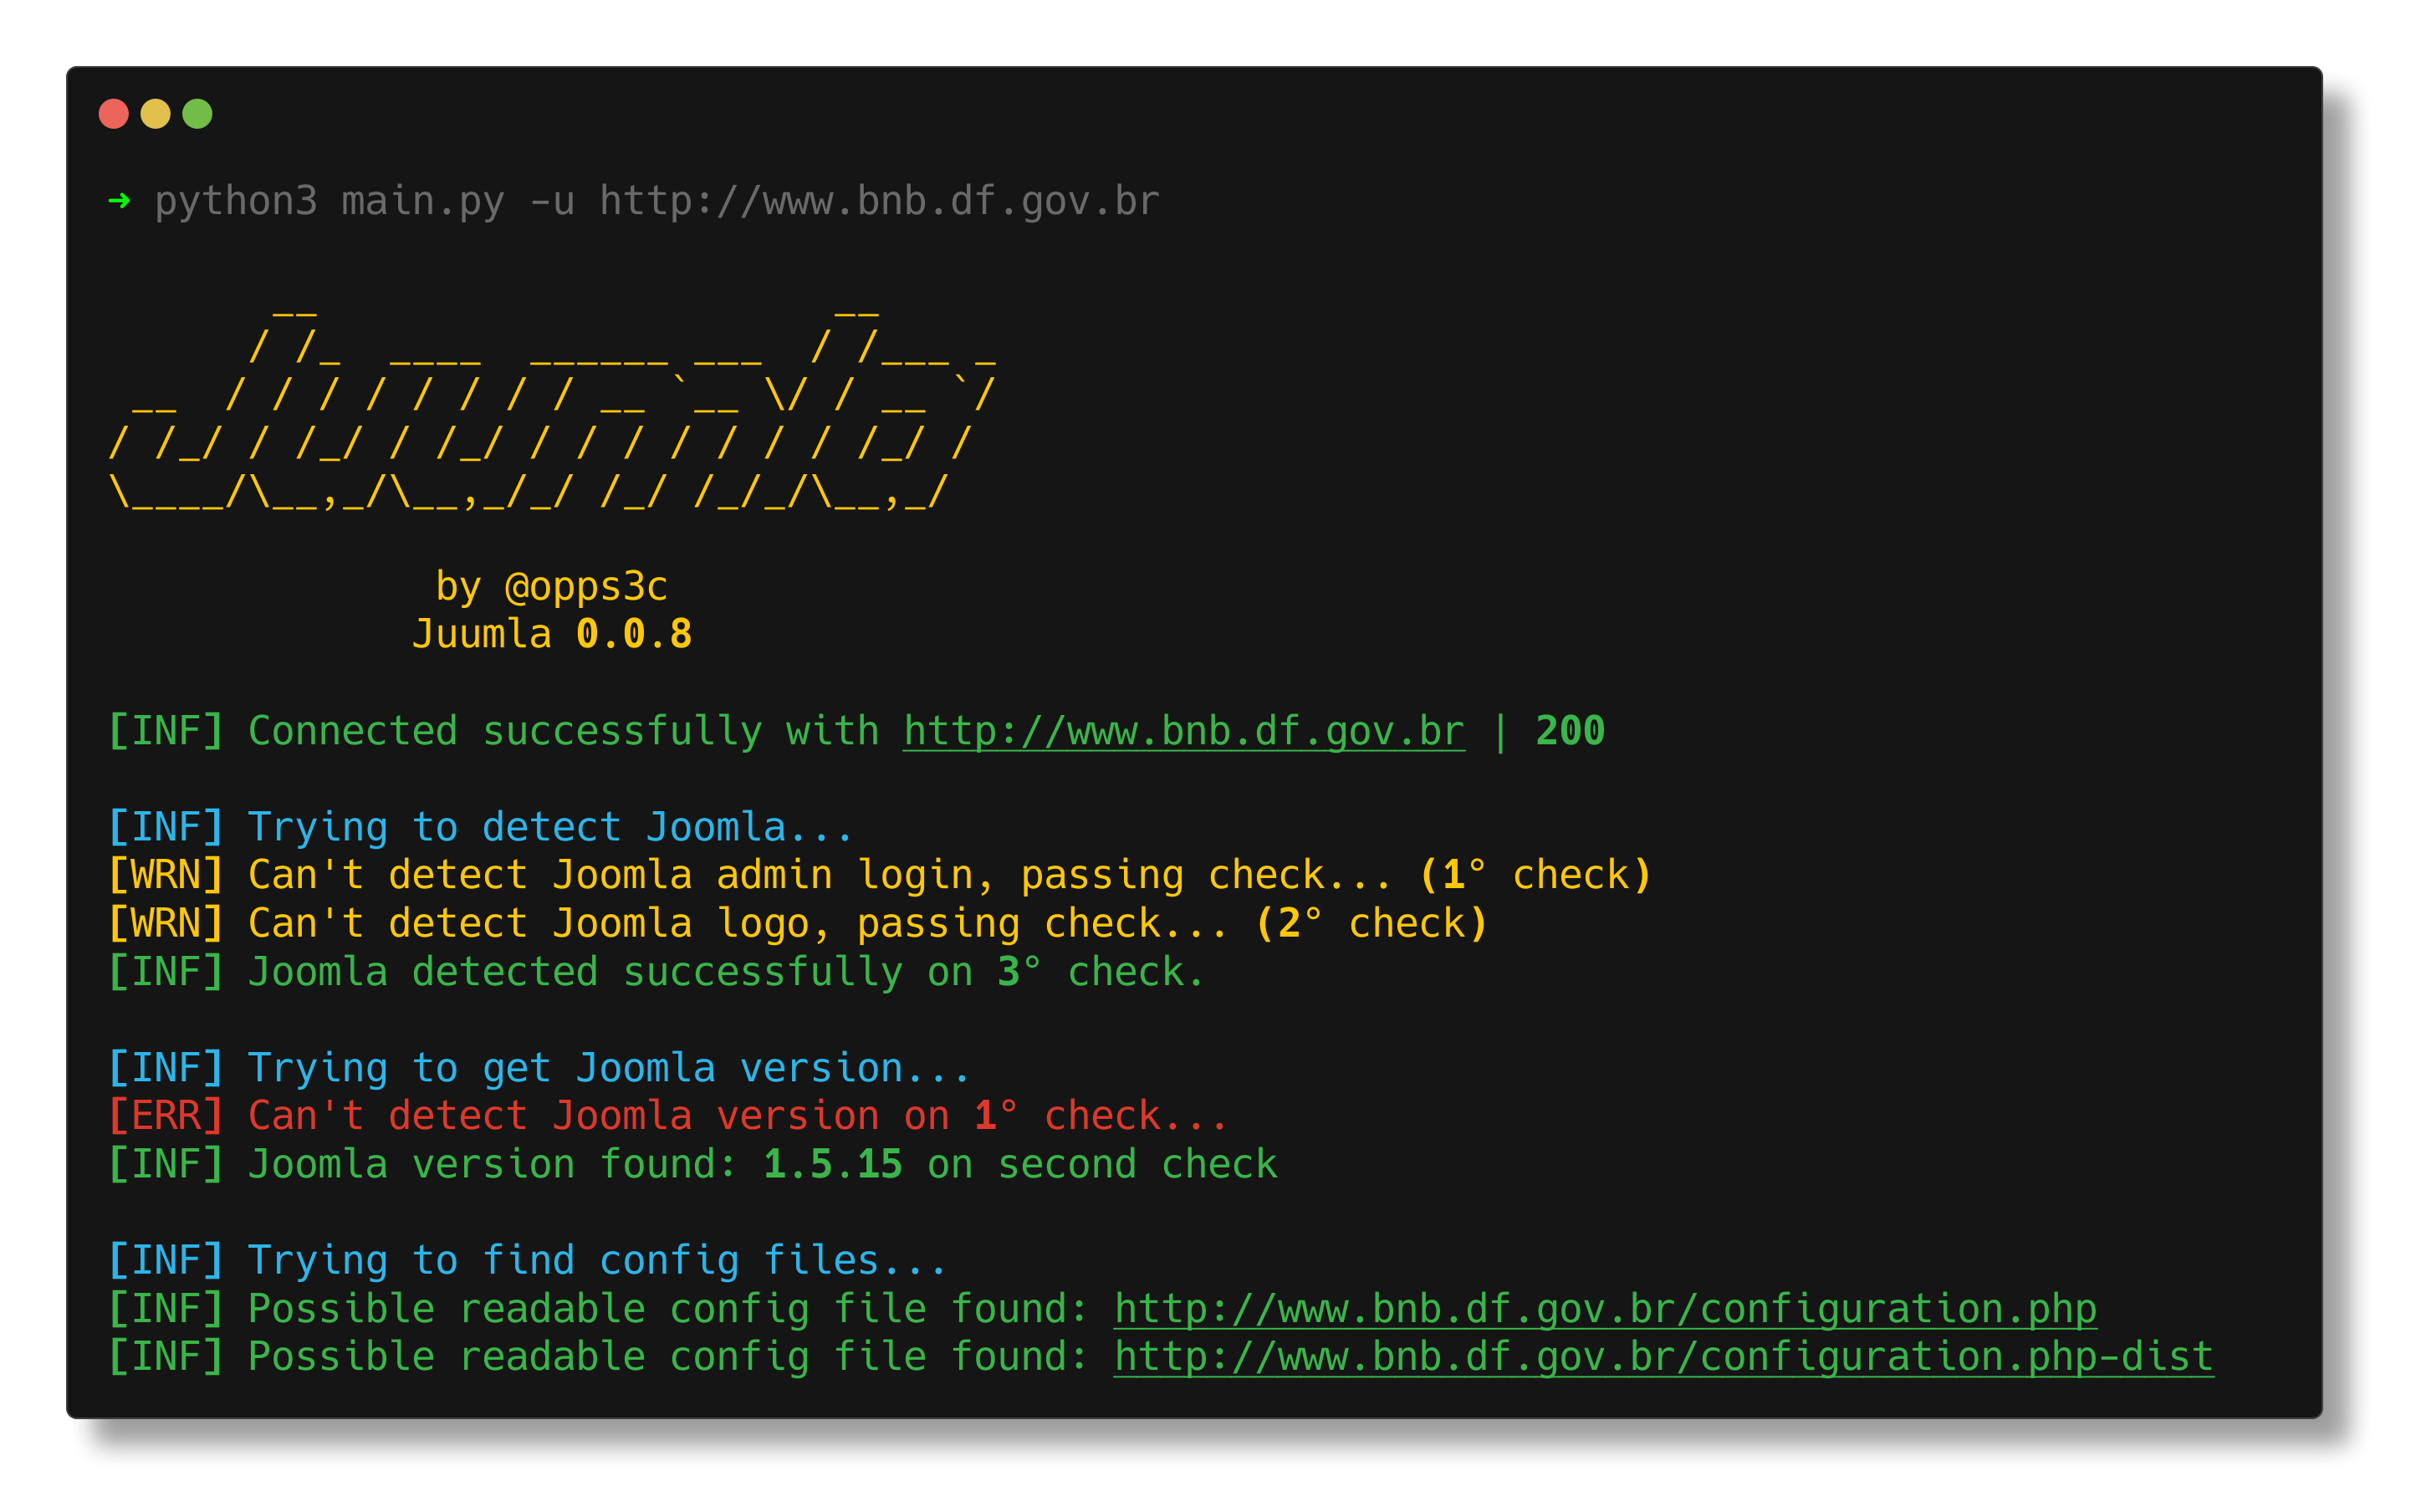 ➜ python3 main.py -u http://www.bnb.df.gov.br
       __                      __
      / /_  ____  ______ ___  / /___ _
 __  / / / / / / / / __ `__ \/ / __ `/
/ /_/ / /_/ / /_/ / / / / / / / /_/ /
\____/\__,_/\__,_/_/ /_/ /_/_/\__,_/
by @opps3c
Juumla 0.0.8
[INF] Connected successfully with http://www.bnb.df.gov.br | 200
[INF] Trying to detect Joomla...
[WRN] Can't detect Joomla admin login, passing check... (1° check)
[WRN] Can't detect Joomla logo, passing check... (2° check)
[INF] Joomla detected successfully on 3° check.
[INF] Trying to get Joomla version...
[ERR] Can't detect Joomla version on 1° check...
[INF] Joomla version found: 1.5.15 on second check
[INF] Trying to find config files...
[INF] Possible readable config file found: http://www.bnb.df.gov.br/configuration.php
[INF] Possible readable config file found: http://www.bnb.df.gov.br/configuration.php-dist